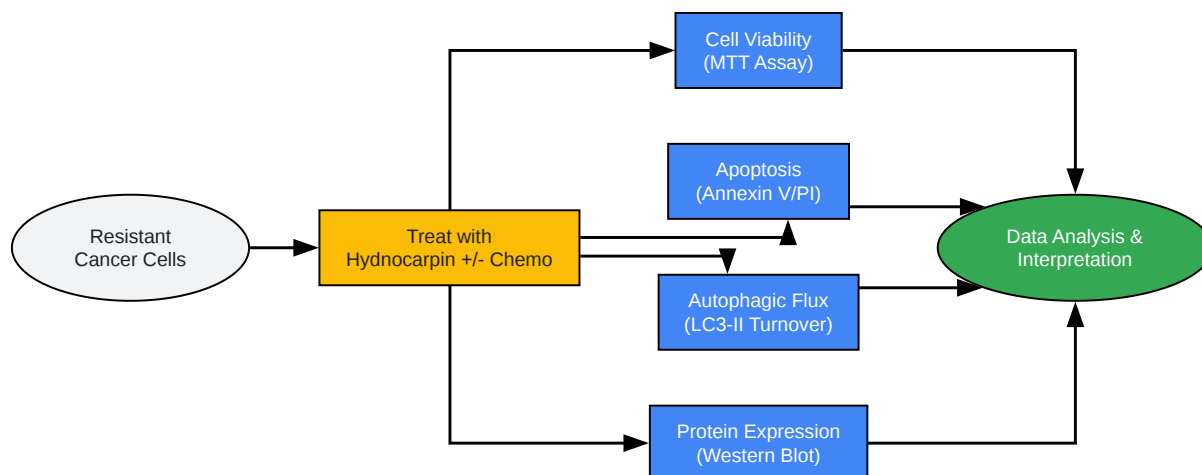 Cell Viability
(MTT Assay)
Apoptosis
(Annexin V/PI)
Resistant
Cancer Cells
Treat with
Hydnocarpin +/- Chemo
Data Analysis &
Interpretation
Autophagic Flux
(LC3-II Turnover)
Protein Expression
(Western Blot)